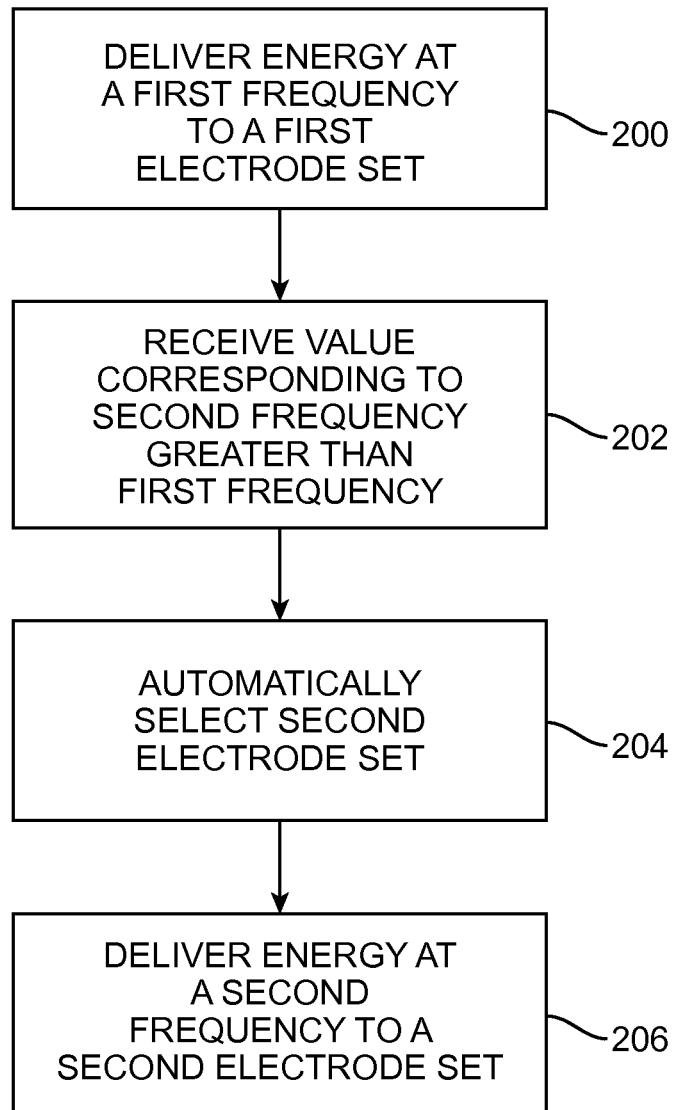 DELIVER ENERGY AT
A FIRST FREQUENCY
TO A FIRST
ELECTRODE SET
200
RECEIVE VALUE
CORRESPONDING TO
SECOND FREQUENCY
GREATER THAN
FIRST FREQUENCY
202
AUTOMATICALLY
SELECT SECOND
ELECTRODE SET
204
DELIVER ENERGY AT
A SECOND
FREQUENCY TO A
SECOND ELECTRODE SET
206